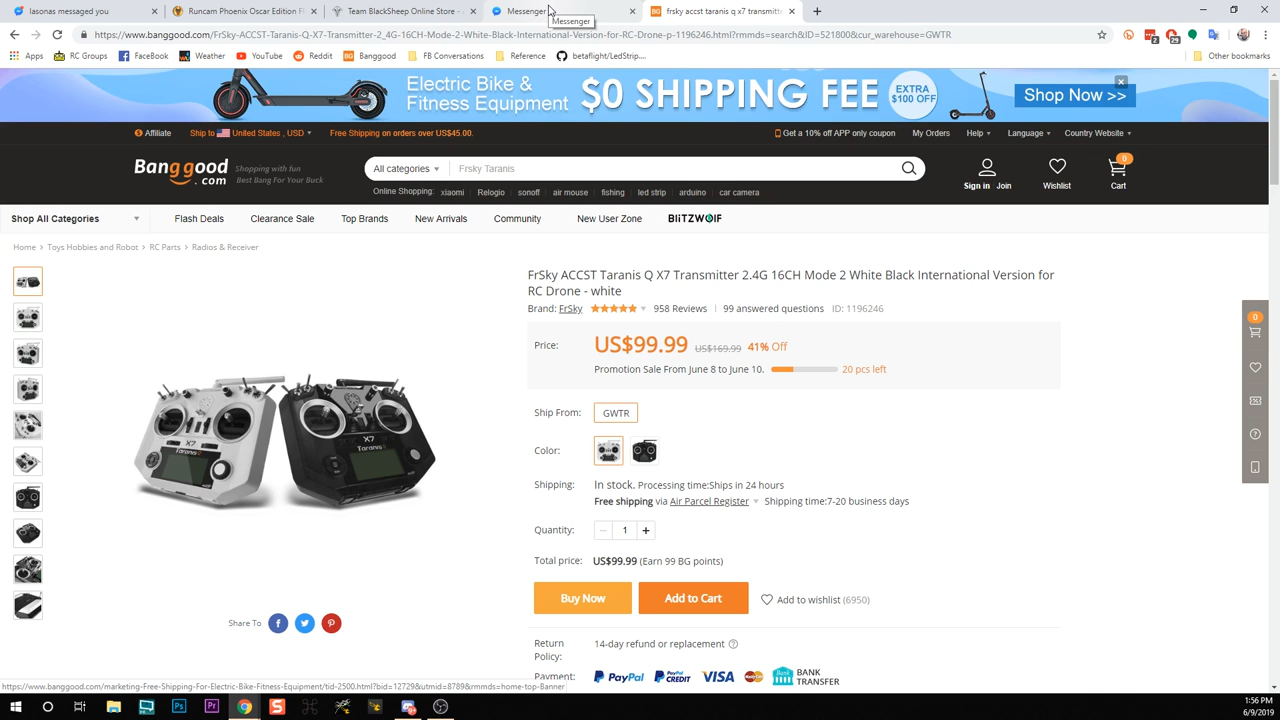 Iasonas messaged you
Runcam Phoenix Oscar Edition F
Team BlackSheep Online Store -
Messenger
frsky accst taranis q x7 transmitt
Messenger
https://www.banggood.com/FrSky-ACCST-Taranis-Q-X7-Transmitter-2_4G-16CH-Mode-2-White-Black-International-Version-for-RC-Drone-p-1196246.html?rmmds=search&ID=521800&cur_warehouse=GWTR
Apps
RC Groups
FaceBook
Weather
YouTube
Reddit
Banggood
FB Conversations
Reference
betaflight/LedStrip....
Other bookmarks
Electric Bike &
Fitness Equipment
$0 SHIPPING FEE
EXTRA
$100 OFF
Shop Now >>
Affiliate
Ship to United States , USD
Free Shipping on orders over US$45.00.
Get a 10% off APP only coupon
My Orders
Help
Language
Country Website
Banggood
.com
Shopping with fun
Best Bang For Your Buck
All categories
Frsky Taranis
Online Shopping: xiaomi Relogio sonoff air mouse fishing led strip arduino car camera
Sign in Join
Wishlist
0
Cart
Shop All Categories
Flash Deals
Clearance Sale
Top Brands
New Arrivals
Community
New User Zone
BLITZWOLF
Home > Toys Hobbies and Robot > RC Parts > Radios & Receiver
FrSky ACCST Taranis Q X7 Transmitter 2.4G 16CH Mode 2 White Black International Version for
RC Drone - white
Brand: FrSky 958 Reviews 99 answered questions ID: 1196246
Price: US$99.99 US$169.99 41% Off
Promotion Sale From June 8 to June 10. 20 pcs left
Ship From: GWTR
Color:
X7
Taranis
X7
Taranis
Shipping: In stock. Processing time:Ships in 24 hours
Free shipping via Air Parcel Register Shipping time:7-20 business days
Quantity: - 1 +
Total price: US$99.99 (Earn 99 BG points)
Buy Now
Add to Cart
Add to wishlist (6950)
Share To
Return
Policy:
14-day refund or replacement
Payment:
PayPal
PayPal
CREDIT
VISA
BANK
TRANSFER
0
https://www.banggood.com/marketing-Free-Shipping-For-Electric-Bike-Fitness-Equipment/tid-2500.html?bid=12729&utmid=8789&rmmds=home-top-Banner
1:56 PM
6/9/2019